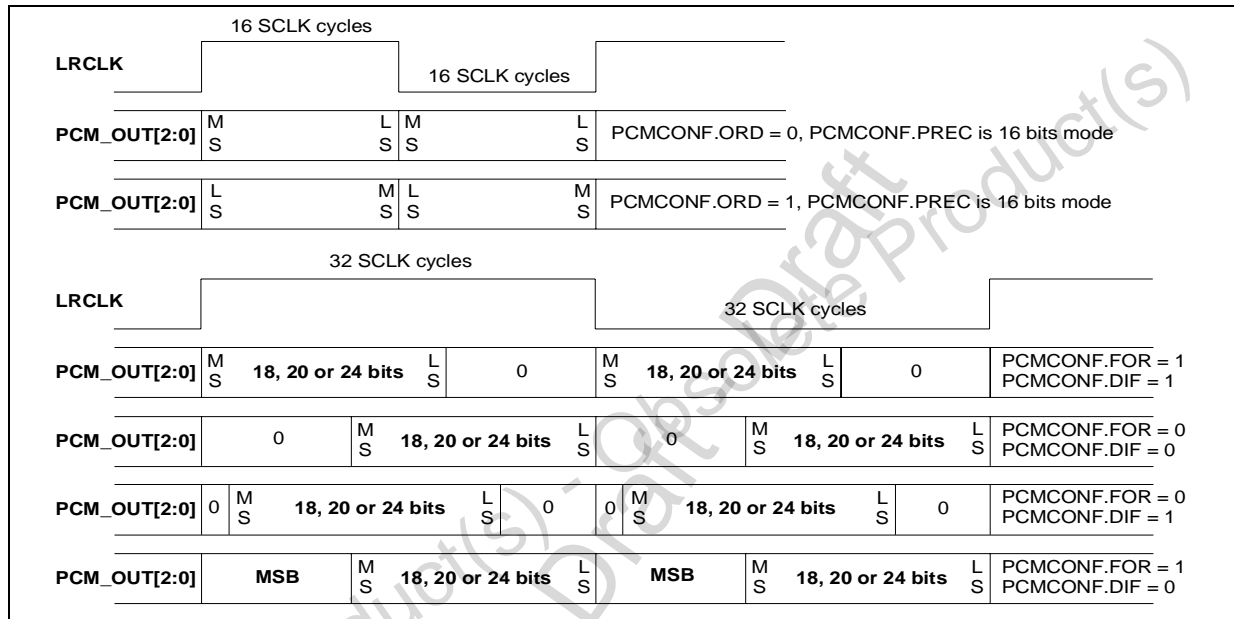 16 SCLK cycles
LRCLK
16 SCLK cycles
PCM_OUT[2:0] M S L S M S L S PCMCONF.ORD = 0, PCMCONF.PREC is 16 bits mode
PCM_OUT[2:0] L S M S L S M S PCMCONF.ORD = 1, PCMCONF.PREC is 16 bits mode
32 SCLK cycles
LRCLK
32 SCLK cycles
PCM_OUT[2:0] M S 18, 20 or 24 bits L S 0 M S 18, 20 or 24 bits L S 0 PCMCONF.FOR = 1
PCMCONF.DIF = 1
PCM_OUT[2:0] 0 M S 18, 20 or 24 bits L S 0 M S 18, 20 or 24 bits L S PCMCONF.FOR = 0
PCMCONF.DIF = 0
PCM_OUT[2:0] 0 M S 18, 20 or 24 bits L S 0 0 M S 18, 20 or 24 bits L S 0 PCMCONF.FOR = 0
PCMCONF.DIF = 1
PCM_OUT[2:0] MSB M S 18, 20 or 24 bits L S MSB M S 18, 20 or 24 bits L S PCMCONF.FOR = 1
PCMCONF.DIF = 0
Product(s) - Obsolete Product(s)
Draft Draft